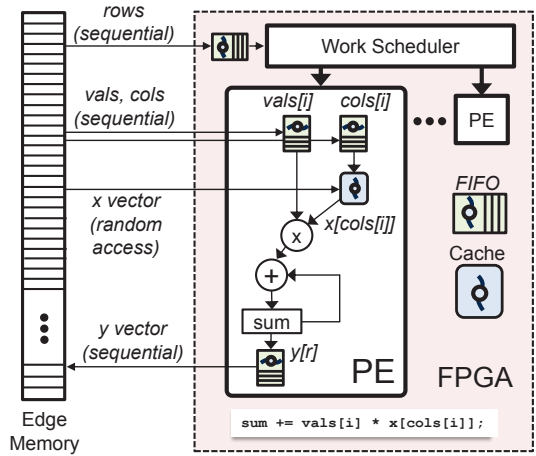 rows
(sequential)
Work Scheduler
vals, cols
(sequential)
vals[i]
cols[i]
PE
x vector
(random
access)
x[cols[i]]
FIFO
Cache
x
+
sum
y vector
(sequential)
y[r]
PE
FPGA
Edge
Memory
sum += vals[i] * x[cols[i]];